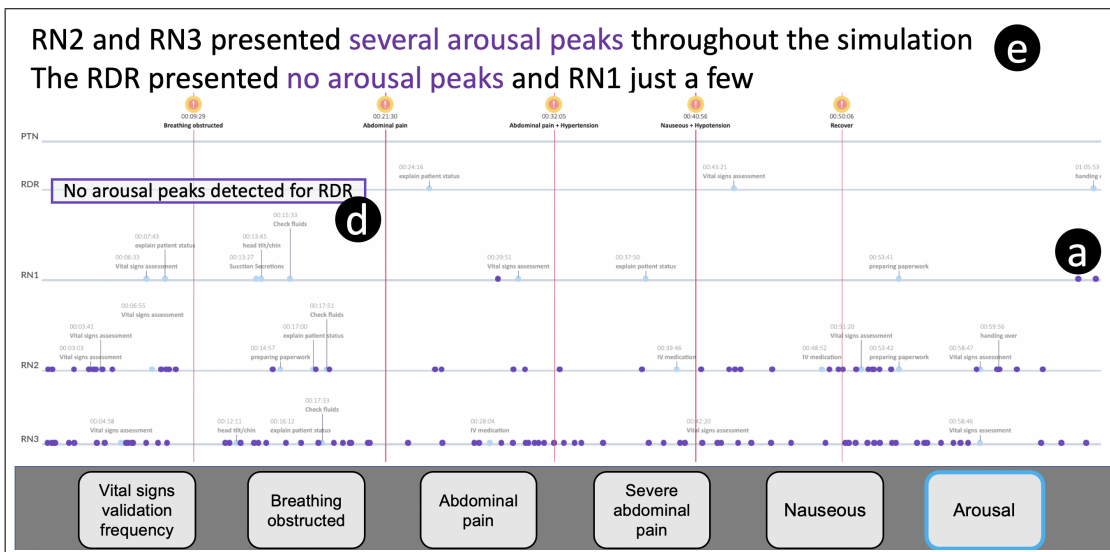 RN2 and RN3 presented several arousal peaks throughout the simulation
e
The RDR presented no arousal peaks and RN1 just a few
00:09:29
Breathing obstructed
00:21:30
Abdominal pain
00:32:05
Abdominal pain + Hypertension
00:40:56
Nauseous + Hypotension
00:50:06
Recover
PTN
RDR
No arousal peaks detected for RDR
d
00:24:16
explain patient status
00:43:21
Vital signs assessment
01:05:53
handing
a
RN1
00:06:33
Vital signs assessment
00:07:43
explain patient status
00:13:27
Suction Secretions
00:13:45
head tilt/chin
00:15:33
Check fluids
00:29:51
Vital signs assessment
00:37:50
explain patient status
00:53:41
preparing paperwork
RN2
00:03:03
Vital signs assessment
00:03:41
Vital signs assessment
00:06:55
Vital signs assessment
00:14:57
preparing paperwork
00:17:00
explain patient status
00:17:51
Check fluids
00:39:46
IV medication
00:48:52
IV medication
00:51:20
Vital signs assessment
00:53:42
preparing paperwork
00:58:47
Vital signs assessment
00:59:56
handing over
RN3
00:04:58
Vital signs assessment
00:12:11
head tilt/chin
00:16:12
explain patient status
00:17:33
Check fluids
00:28:04
IV medication
00:42:20
Vital signs assessment
00:58:46
Vital signs assessment
Vital signs
validation
frequency
Breathing
obstructed
Abdominal
pain
Severe
abdominal
pain
Nauseous
Arousal